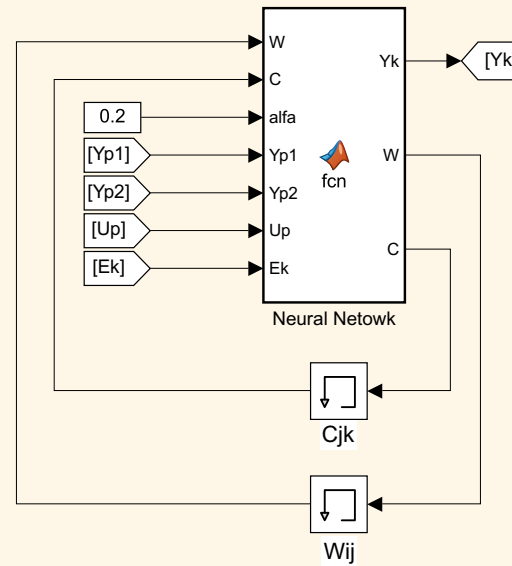 W
C
alfa
Yp1
Yp2
Up
Ek
0.2
[Yp1]
[Yp2]
[Up]
[Ek]
fcn
Yk
W
C
[Yk
Neural Netowk
Cjk
Wij